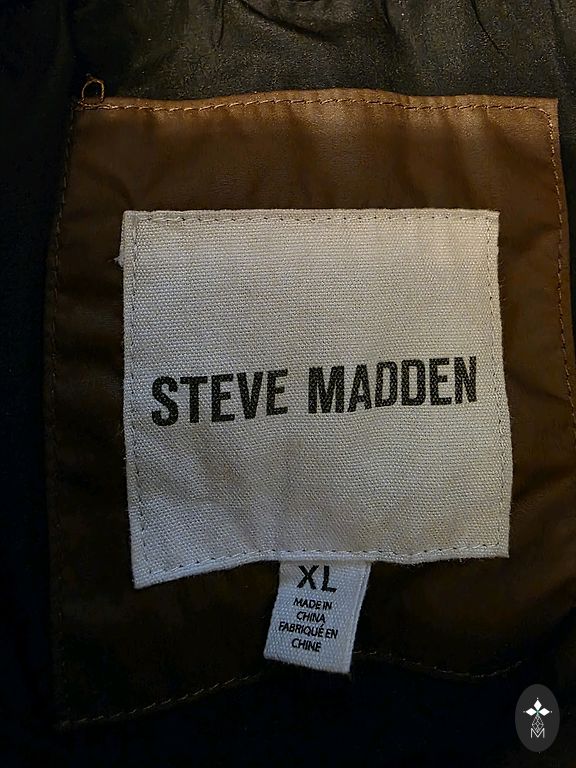 STEVE MADDEN
XL
MADE IN
CHINA
FABRIQUÉ EN
CHINE
M